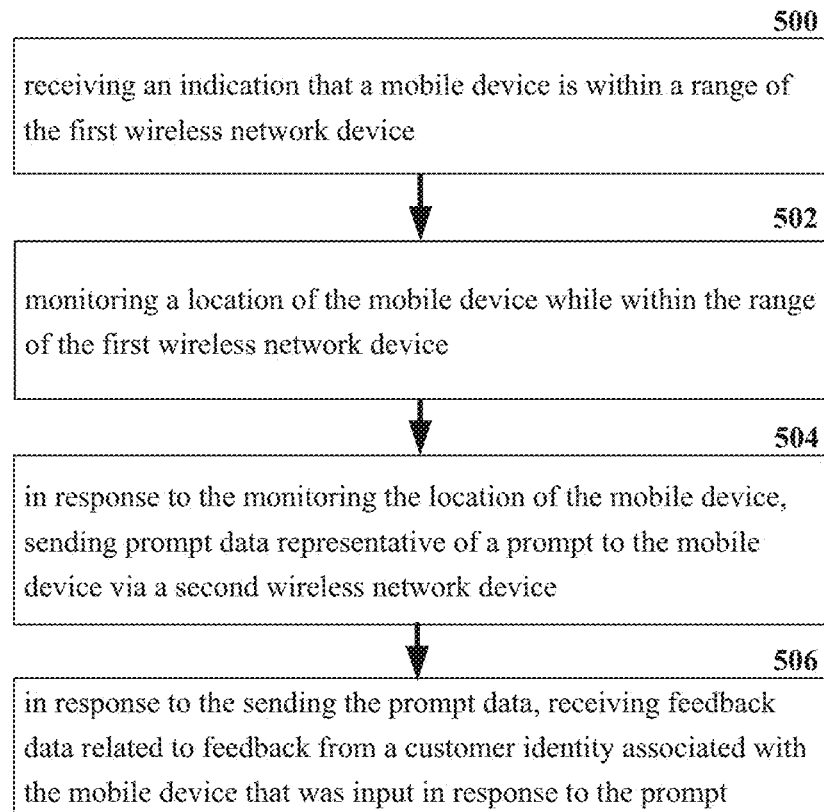 500
receiving an indication that a mobile device is within a range of
the first wireless network device
502
monitoring a location of the mobile device while within the range
of the first wireless network device
504
in response to the monitoring the location of the mobile device,
sending prompt data representative of a prompt to the mobile
device via a second wireless network device
506
in response to the sending the prompt data, receiving feedback
data related to feedback from a customer identity associated with
the mobile device that was input in response to the prompt